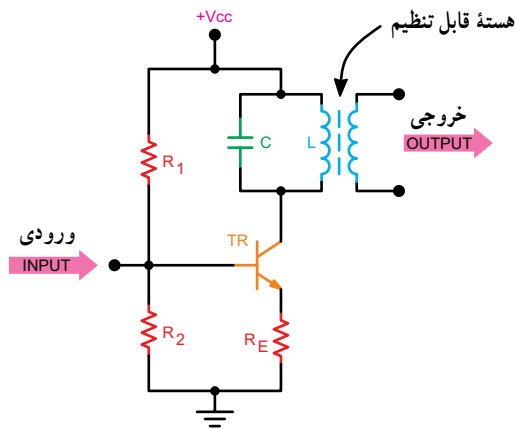 +Vcc
هستهٔ قابل تنظیم
خروجی
OUTPUT
C
L
R1
TR
ورودی
INPUT
R2
RE